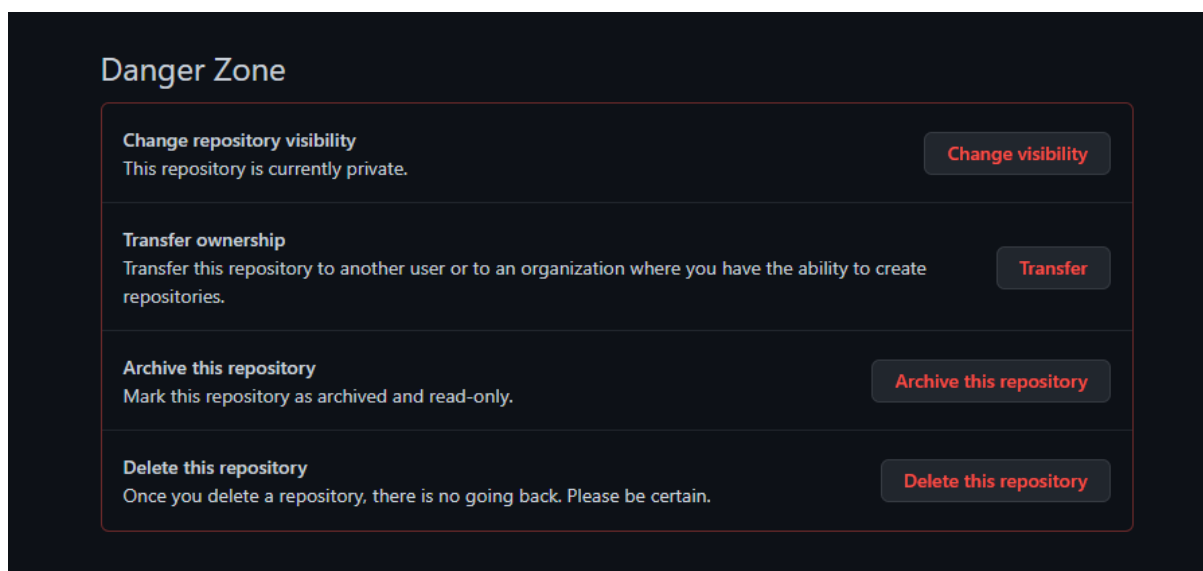 Danger Zone
Change repository visibility
This repository is currently private.
Change visibility
Transfer ownership
Transfer this repository to another user or to an organization where you have the ability to create
repositories.
Transfer
Archive this repository
Mark this repository as archived and read-only.
Archive this repository
Delete this repository
Once you delete a repository, there is no going back. Please be certain.
Delete this repository